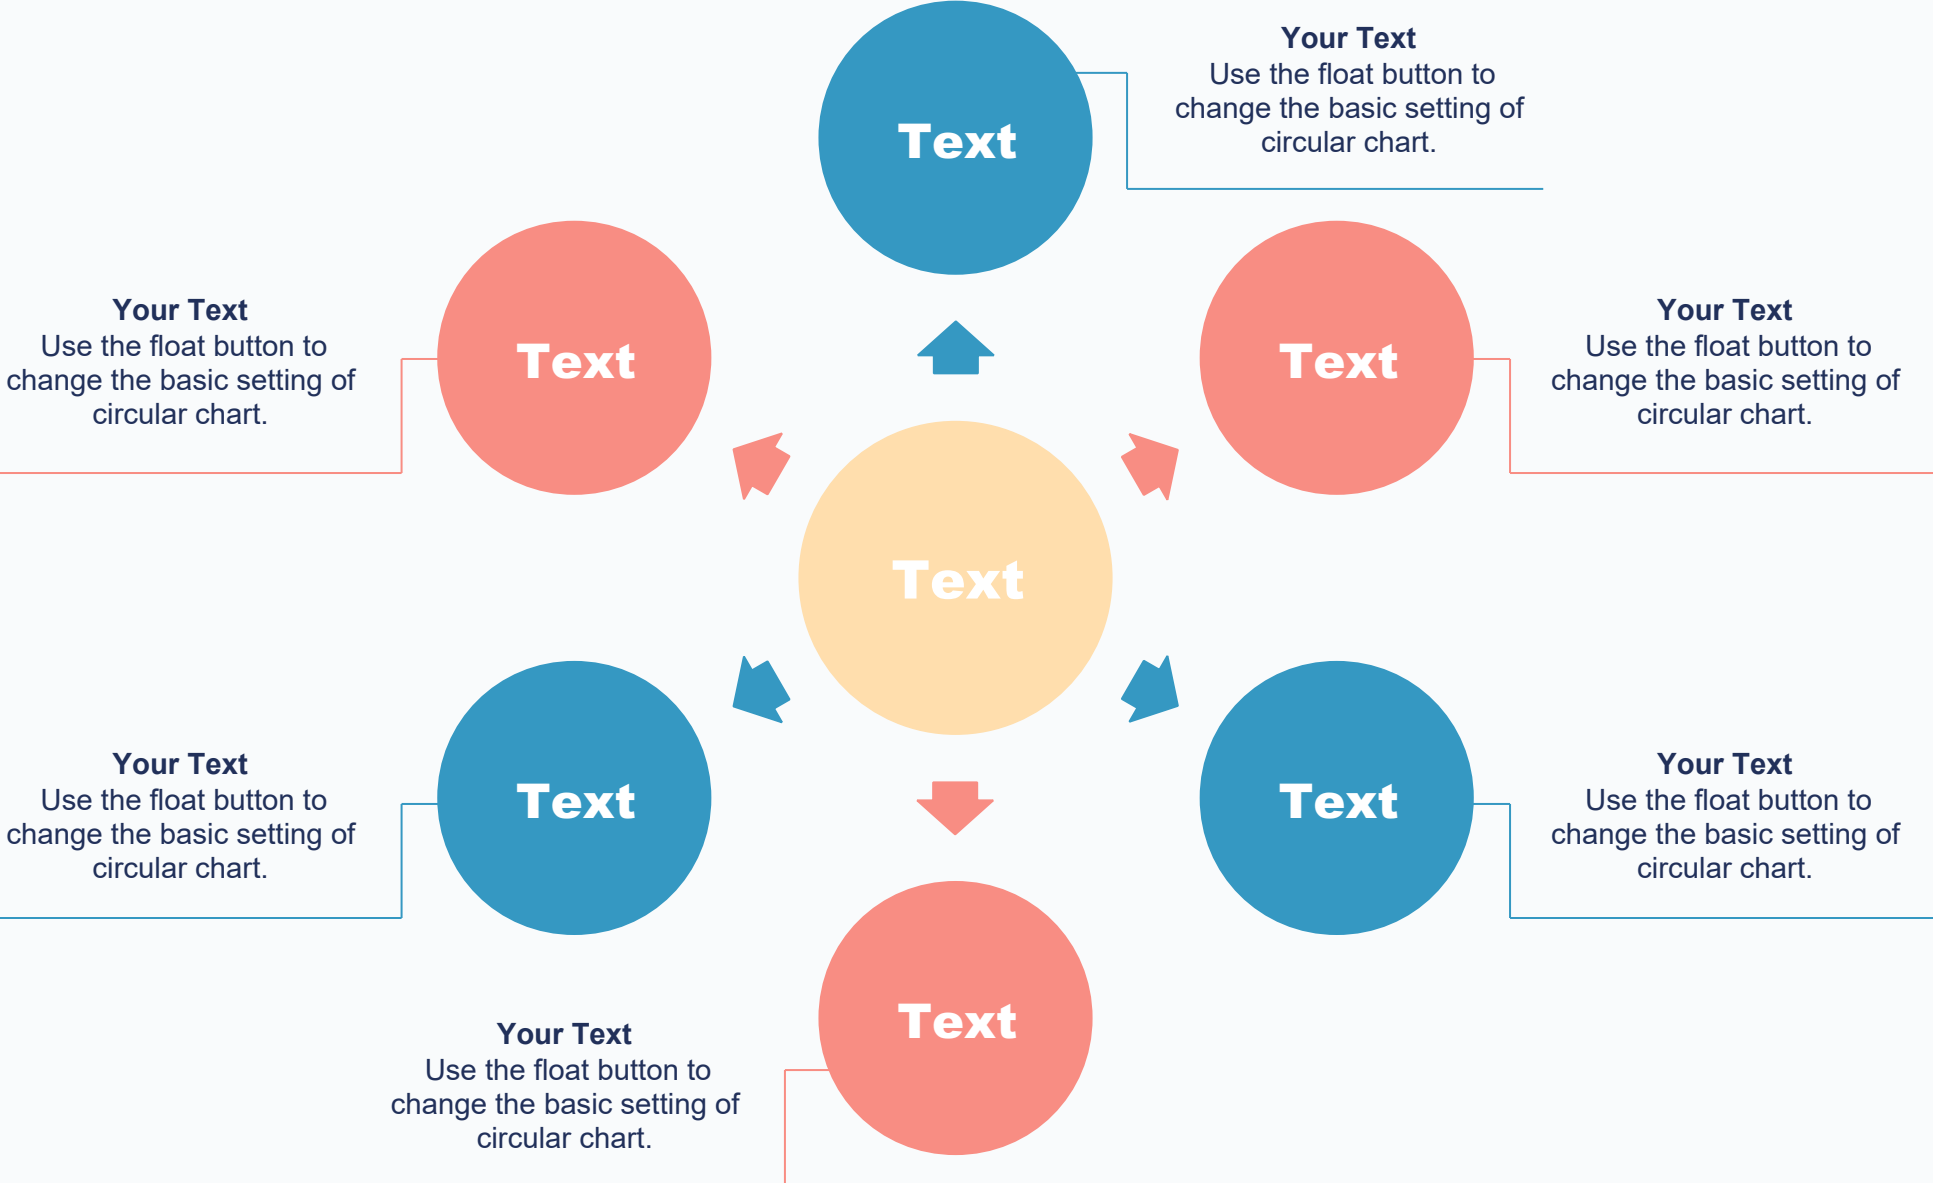 Your Text
Use the float button to
change the basic setting of
circular chart.
Text
Your Text
Use the float button to
change the basic setting of
circular chart.
Text
Text
Your Text
Use the float button to
change the basic setting of
circular chart.
Text
Your Text
Use the float button to
change the basic setting of
circular chart.
Text
Text
Your Text
Use the float button to
change the basic setting of
circular chart.
Your Text
Use the float button to
change the basic setting of
circular chart.
Text